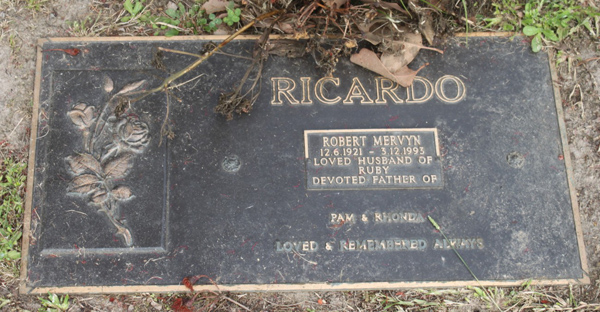 RICARDO
ROBERT MERVYN
12.6.1921 - 3.12.1993
LOVED HUSBAND OF
RUBY
DEVOTED FATHER OF
PAM & RHONDA
LOVED & REMEMBERED ALWAYS